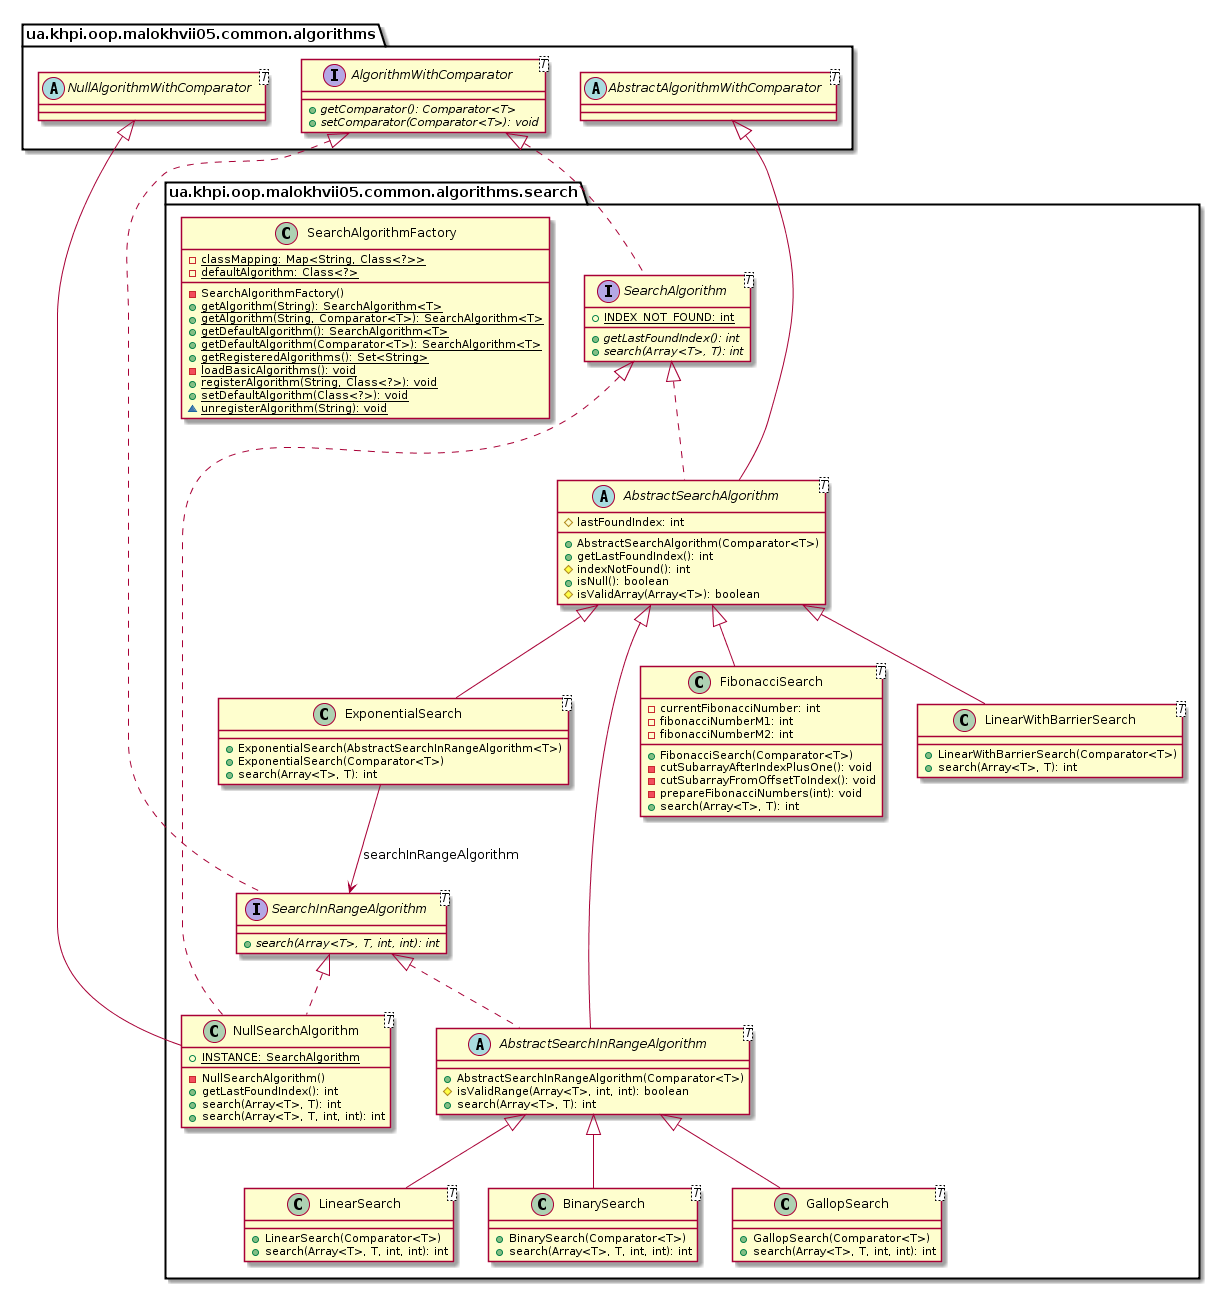 ua.khpi.oop.malokhvii05.common.algorithms
A NullAlgorithmWithComparator T
I AlgorithmWithComparator T
getComparator(): Comparator<T>
setComparator(Comparator<T>): void
A AbstractAlgorithmWithComparator T
ua.khpi.oop.malokhvii05.common.algorithms.search
C SearchAlgorithmFactory
classMapping: Map<String, Class<?>>
defaultAlgorithm: Class<?>
SearchAlgorithmFactory()
getAlgorithm(String): SearchAlgorithm<T>
getAlgorithm(String, Comparator<T>): SearchAlgorithm<T>
getDefaultAlgorithm(): SearchAlgorithm<T>
getDefaultAlgorithm(Comparator<T>): SearchAlgorithm<T>
getRegisteredAlgorithms(): Set<String>
loadBasicAlgorithms(): void
registerAlgorithm(String, Class<?>): void
setDefaultAlgorithm(Class<?>): void
unregisterAlgorithm(String): void
I SearchAlgorithm T
INDEX_NOT_FOUND: int
getLastFoundIndex(): int
search(Array<T>, T): int
A AbstractSearchAlgorithm T
lastFoundIndex: int
AbstractSearchAlgorithm(Comparator<T>)
getLastFoundIndex(): int
indexNotFound(): int
isNull(): boolean
isValidArray(Array<T>): boolean
C ExponentialSearch T
ExponentialSearch(AbstractSearchInRangeAlgorithm<T>)
ExponentialSearch(Comparator<T>)
search(Array<T>, T): int
C FibonacciSearch T
currentFibonacciNumber: int
fibonacciNumberM1: int
fibonacciNumberM2: int
FibonacciSearch(Comparator<T>)
cutSubarrayAfterIndexPlusOne(): void
cutSubarrayFromOffsetToIndex(): void
prepareFibonacciNumbers(int): void
search(Array<T>, T): int
C LinearWithBarrierSearch T
LinearWithBarrierSearch(Comparator<T>)
search(Array<T>, T): int
searchInRangeAlgorithm
I SearchInRangeAlgorithm T
search(Array<T>, T, int, int): int
C NullSearchAlgorithm T
INSTANCE: SearchAlgorithm
NullSearchAlgorithm()
getLastFoundIndex(): int
search(Array<T>, T): int
search(Array<T>, T, int, int): int
A AbstractSearchInRangeAlgorithm T
AbstractSearchInRangeAlgorithm(Comparator<T>)
isValidRange(Array<T>, int, int): boolean
search(Array<T>, T): int
C LinearSearch T
LinearSearch(Comparator<T>)
search(Array<T>, T, int, int): int
C BinarySearch T
BinarySearch(Comparator<T>)
search(Array<T>, T, int, int): int
C GallopSearch T
GallopSearch(Comparator<T>)
search(Array<T>, T, int, int): int